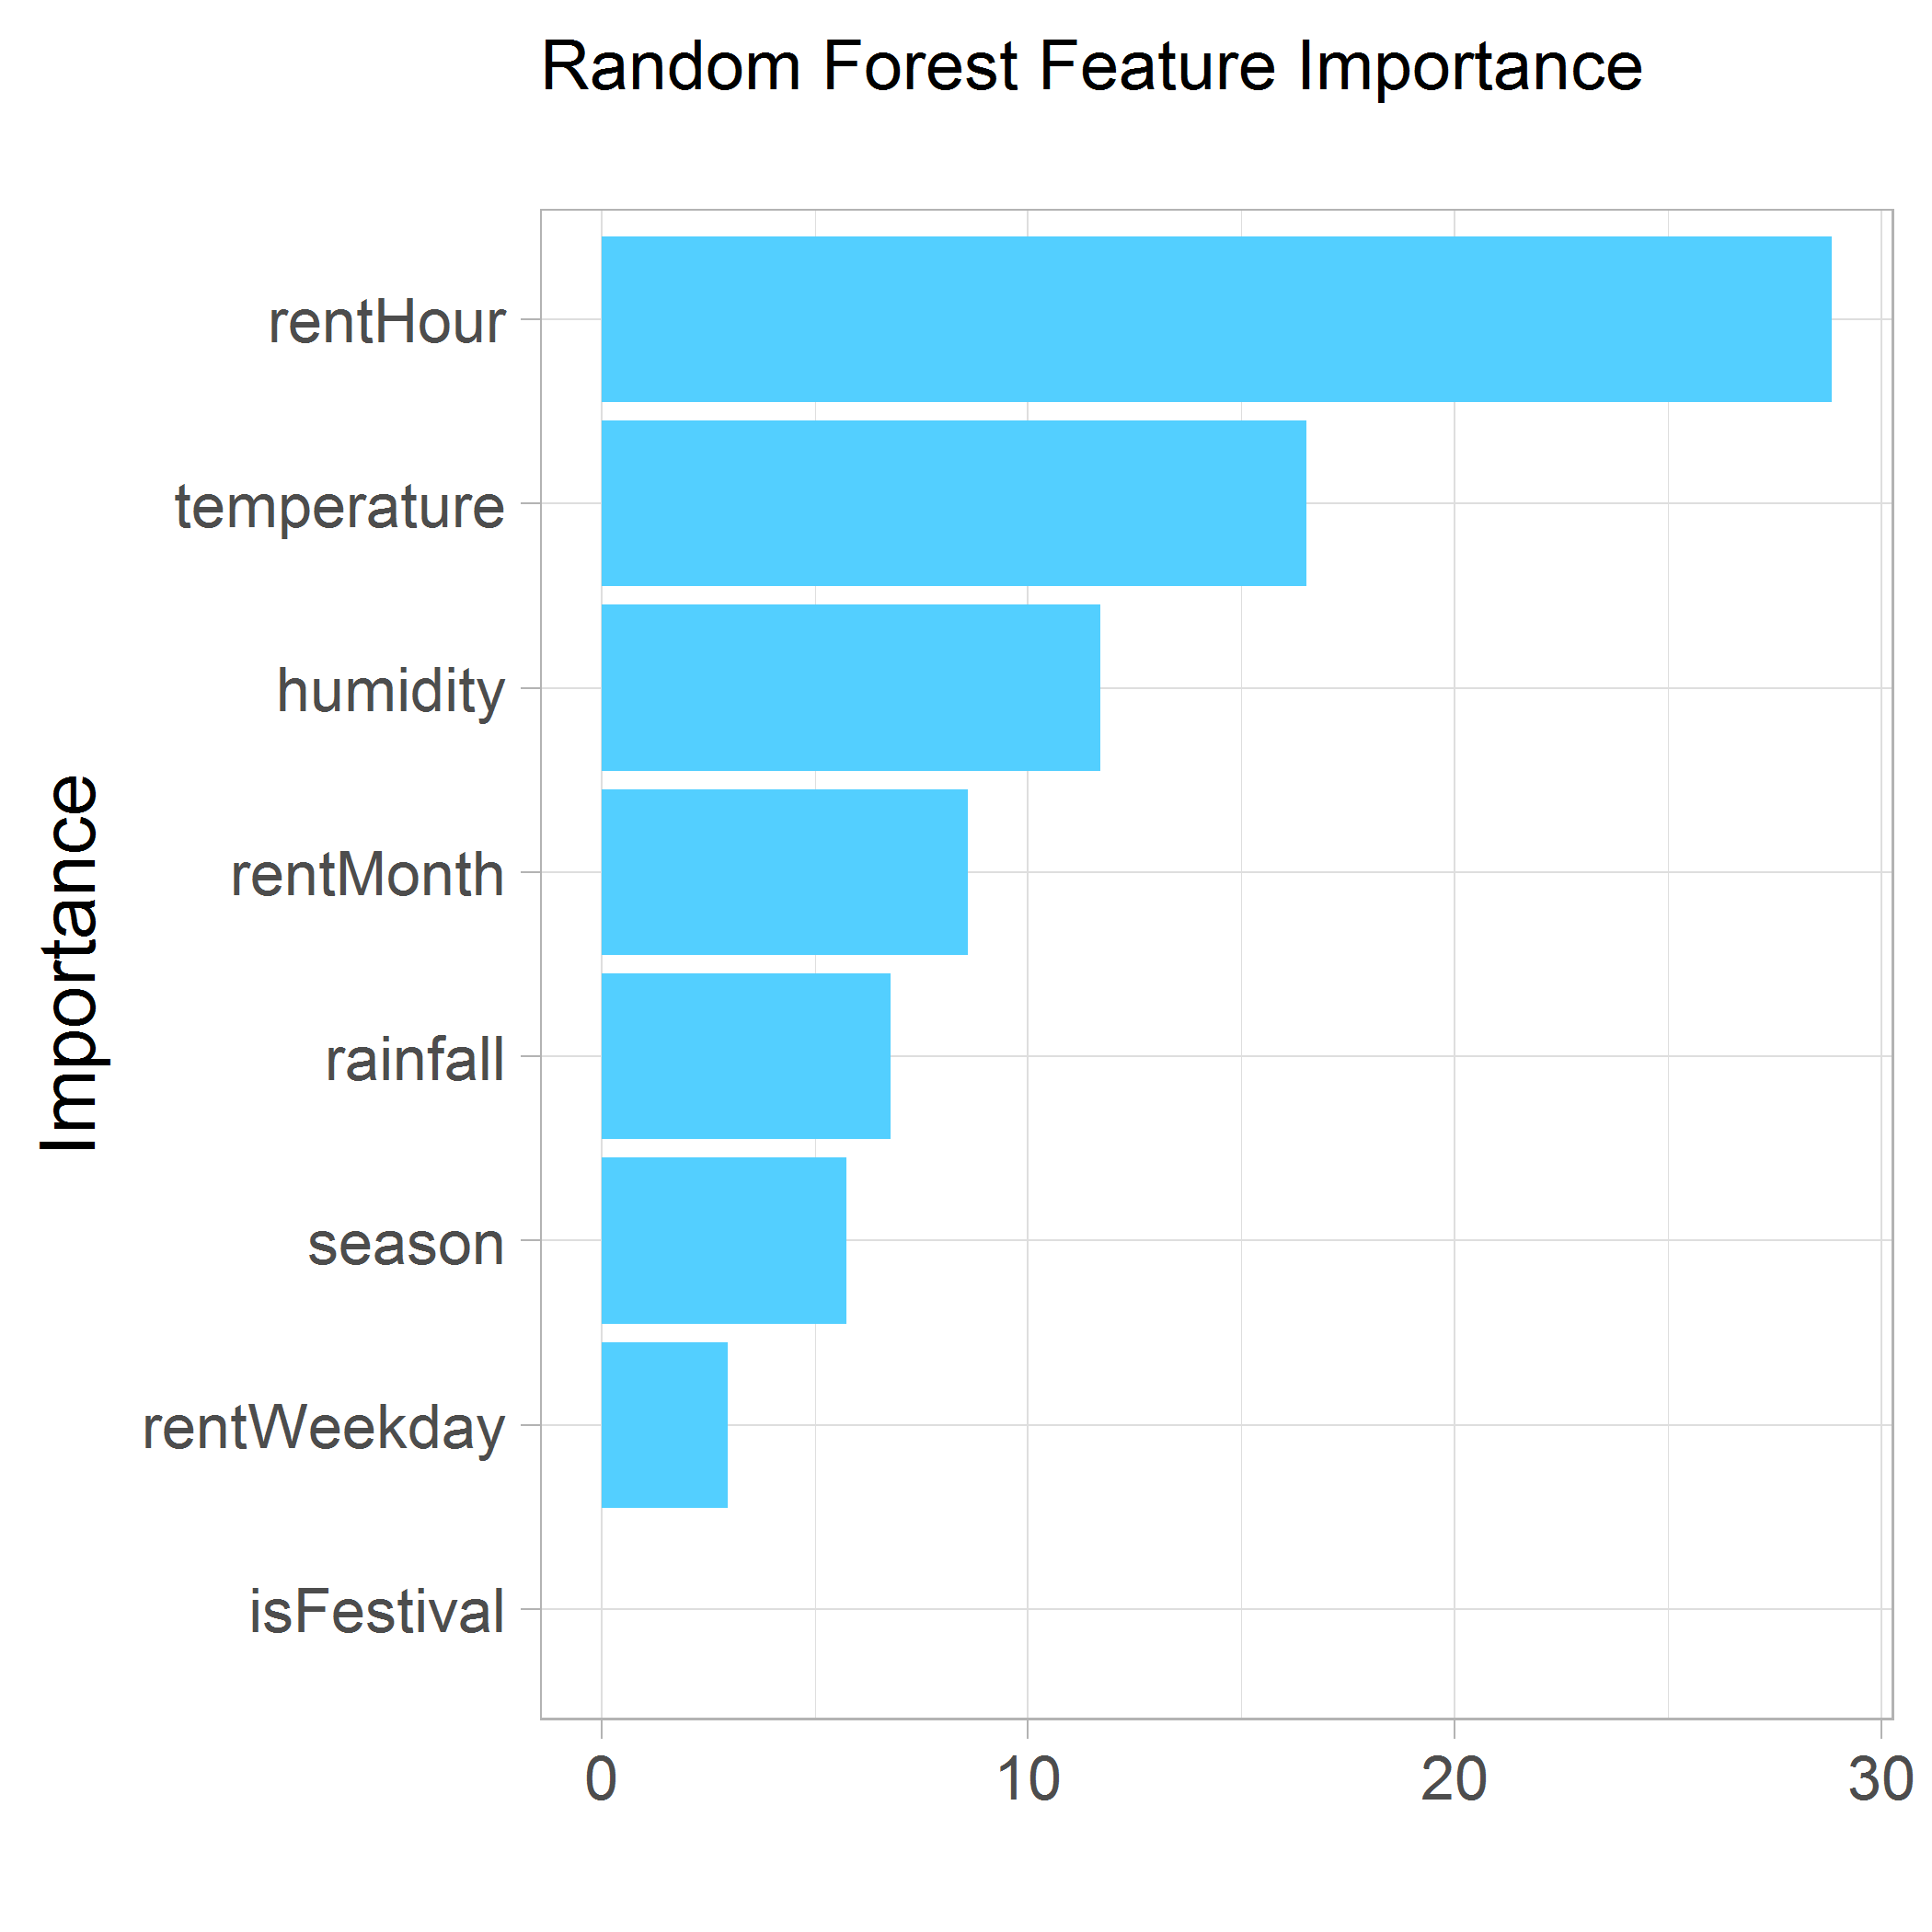 Random Forest Feature Importance
Importance
rentHour
temperature
humidity
rentMonth
rainfall
season
rentWeekday
isFestival
0 10 20 30